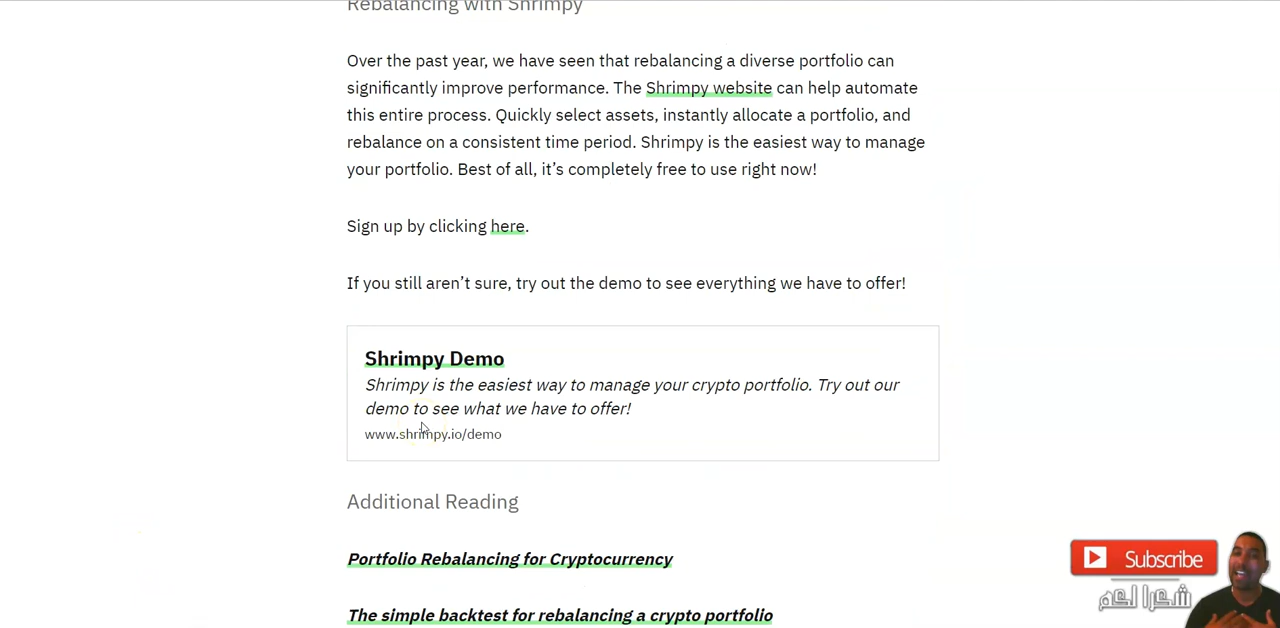 Rebalancing with Shrimpy
Over the past year, we have seen that rebalancing a diverse portfolio can
significantly improve performance. The Shrimpy website can help automate
this entire process. Quickly select assets, instantly allocate a portfolio, and
rebalance on a consistent time period. Shrimpy is the easiest way to manage
your portfolio. Best of all, it’s completely free to use right now!
Sign up by clicking here.
If you still aren’t sure, try out the demo to see everything we have to offer!
Shrimpy Demo
Shrimpy is the easiest way to manage your crypto portfolio. Try out our
demo to see what we have to offer!
www.shrimpy.io/demo
Additional Reading
Portfolio Rebalancing for Cryptocurrency
The simple backtest for rebalancing a crypto portfolio
Subscribe
شكرا لكم